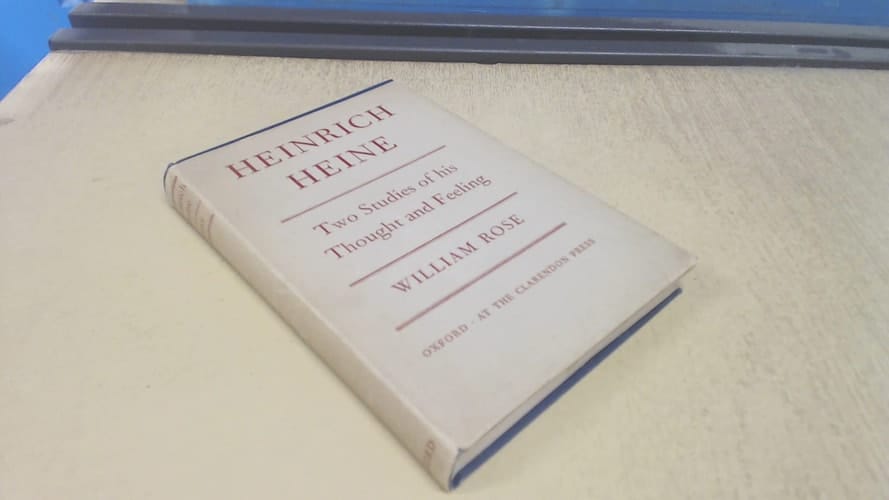 HEINRICH
HEINE
Two Studies of his
Thought and Feeling
WILLIAM ROSE
OXFORD · AT THE CLARENDON PRESS